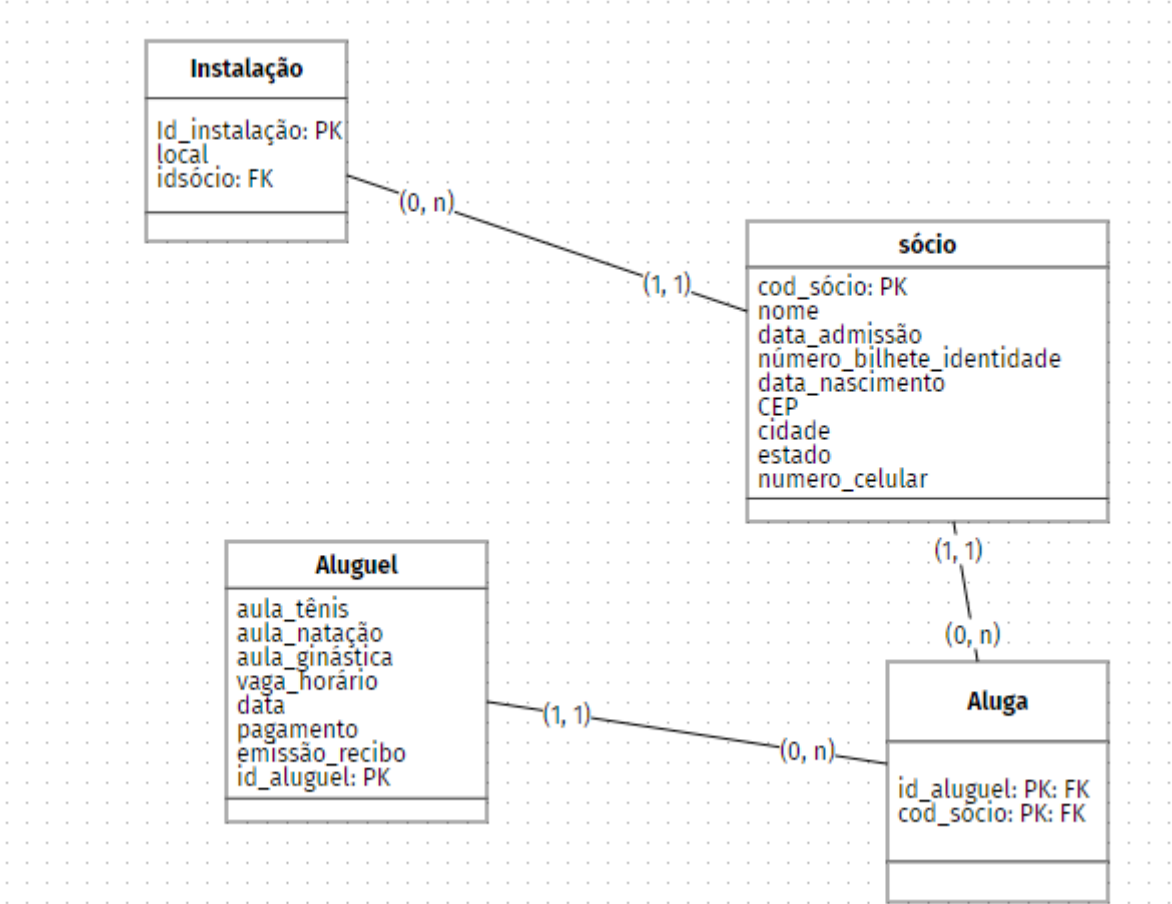 Instalação
Id_instalação: PK
local
idsócio: FK
(0, n)
(1, 1)
sócio
cod_sócio: PK
nome
data_admissão
número_bilhete_identidade
data_nascimento
CEP
cidade
estado
numero_celular
(1, 1)
(0, n)
Aluguel
aula_tênis
aula_natação
aula_ginástica
vaga_horário
data
pagamento
emissão_recibo
id_aluguel: PK
(1, 1)
(0, n)
Aluga
id_aluguel: PK: FK
cod_sócio: PK: FK